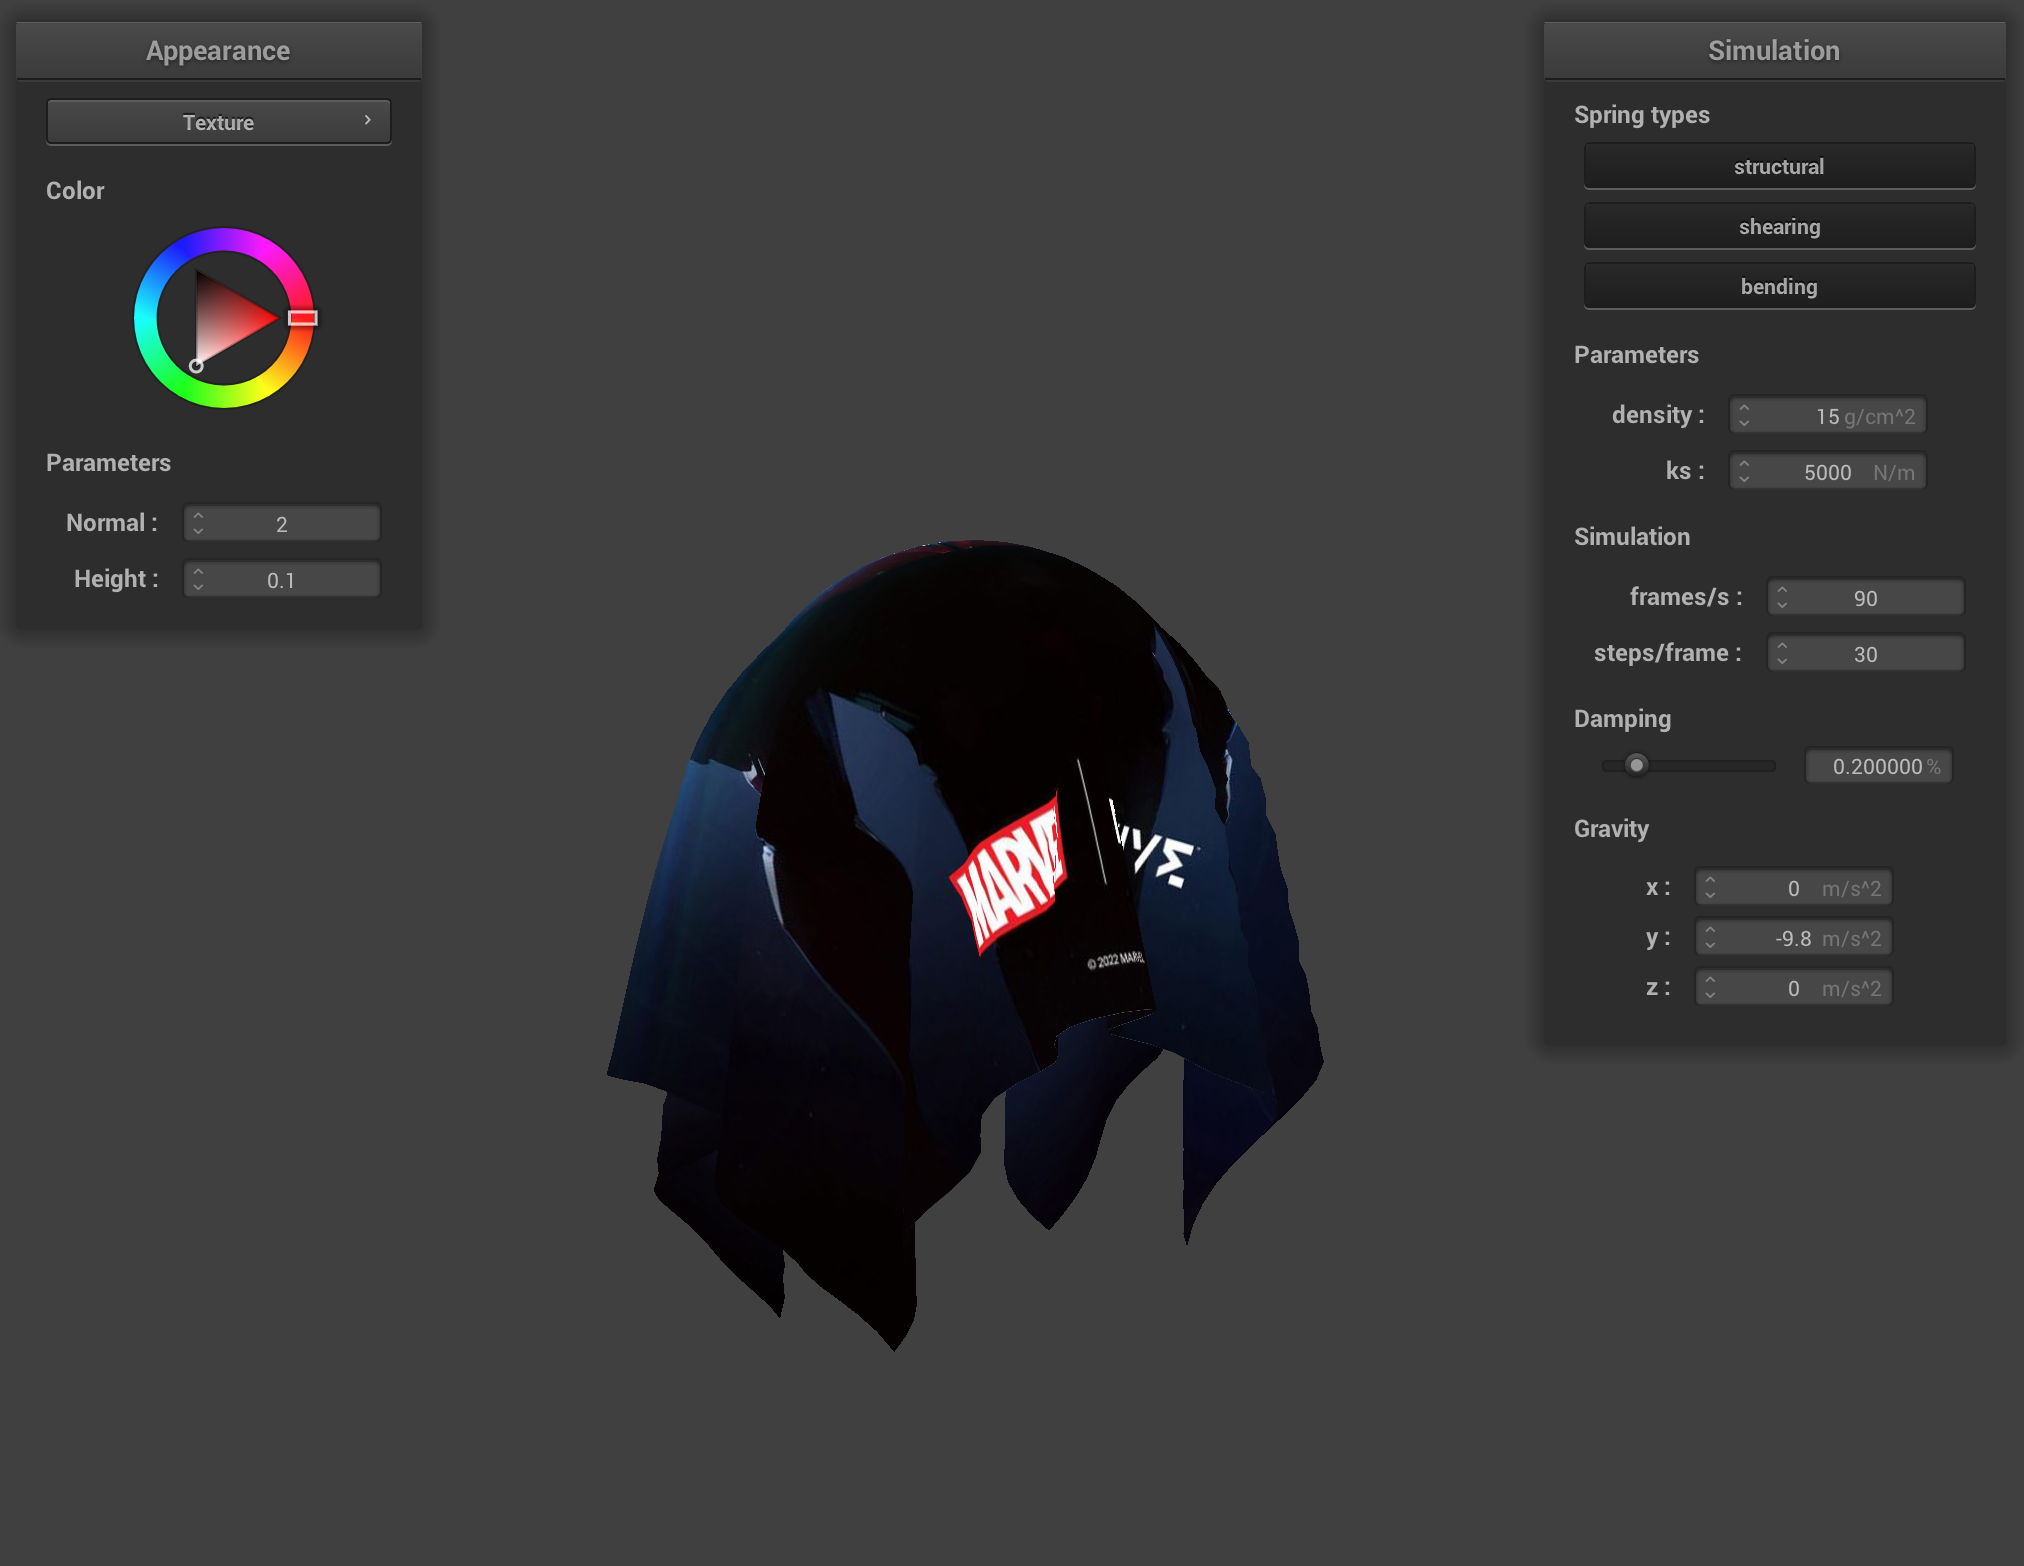 Appearance
Texture
Color
Parameters
Normal :
2
Height :
0.1
MARVE
© 2022 MARVEL
Simulation
Spring types
structural
shearing
bending
Parameters
density :
15 g/cm^2
ks :
5000 N/m
Simulation
frames/s :
90
steps/frame :
30
Damping
0.200000 %
Gravity
x :
0 m/s^2
y :
-9.8 m/s^2
z :
0 m/s^2